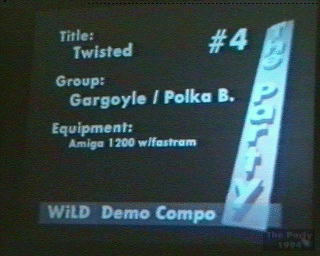 Title:
Twisted
#4
Group:
Gargoyle / Polka B.
Equipment:
Amiga 1200 w/fastram
The Party
WiLD Demo Compo
The Party
1994